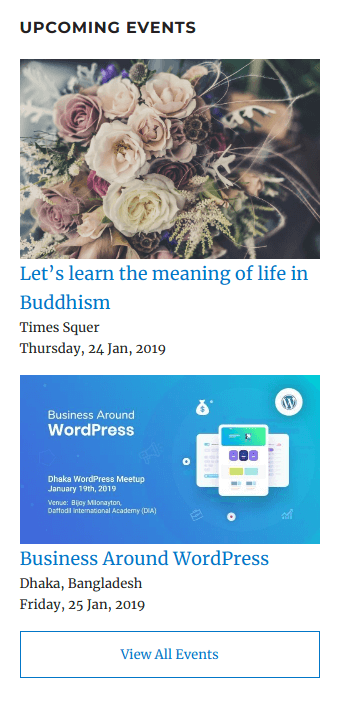 UPCOMING EVENTS
Let's learn the meaning of life in
Buddhism
Times Squer
Thursday, 24 Jan, 2019
Business Around
WordPress
Dhaka WordPress Meetup
January 19th, 2019
Venue: Bijoy Milonayton,
Daffodil International Academy (DIA)
Business Around WordPress
Dhaka, Bangladesh
Friday, 25 Jan, 2019
View All Events